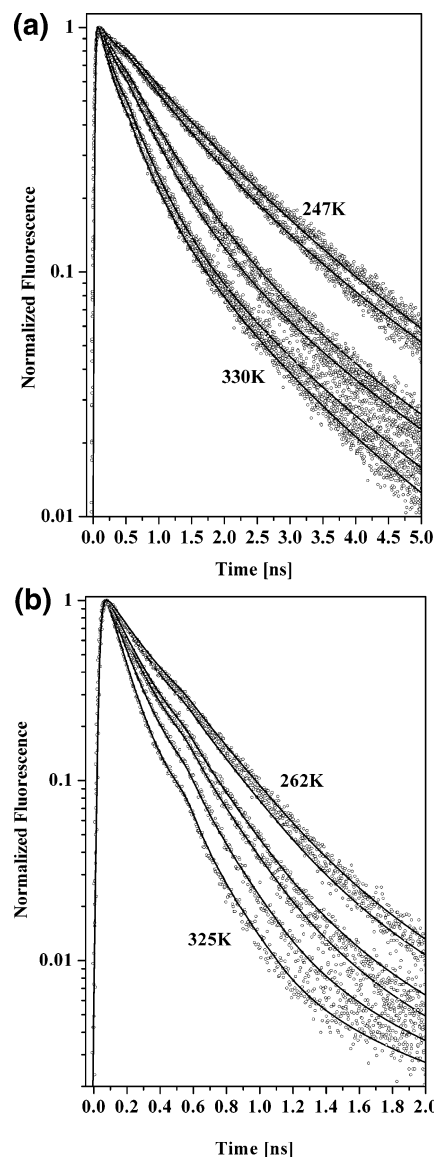 (a)
1
0.1
0.01
Normalized Fluorescence
247K
330K
0.0 0.5 1.0 1.5 2.0 2.5 3.0 3.5 4.0 4.5 5.0
Time [ns]
(b)
1
0.1
0.01
Normalized Fluorescence
262K
325K
0.0 0.2 0.4 0.6 0.8 1.0 1.2 1.4 1.6 1.8 2.0
Time [ns]